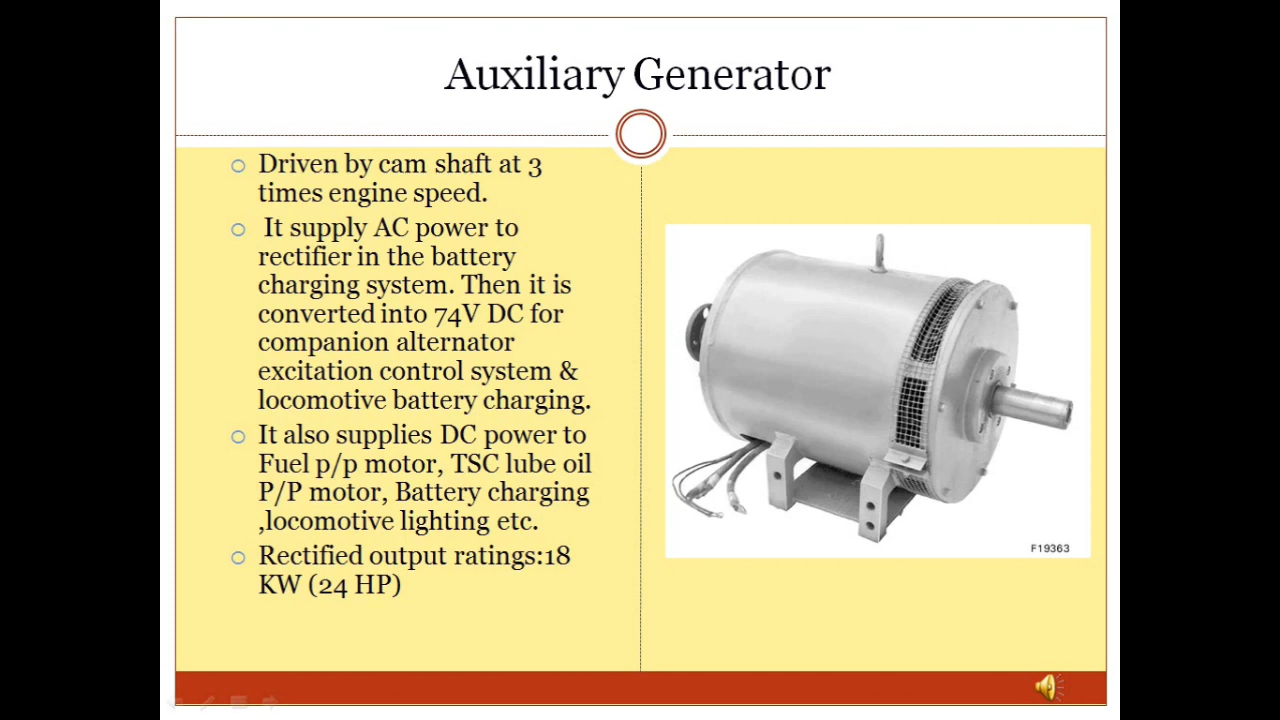 Auxiliary Generator
Driven by cam shaft at 3
times engine speed.
It supply AC power to
rectifier in the battery
charging system. Then it is
converted into 74V DC for
companion alternator
excitation control system &
locomotive battery charging.
It also supplies DC power to
Fuel p/p motor, TSC lube oil
P/P motor, Battery charging
,locomotive lighting etc.
Rectified output ratings:18
KW (24 HP)
F19363